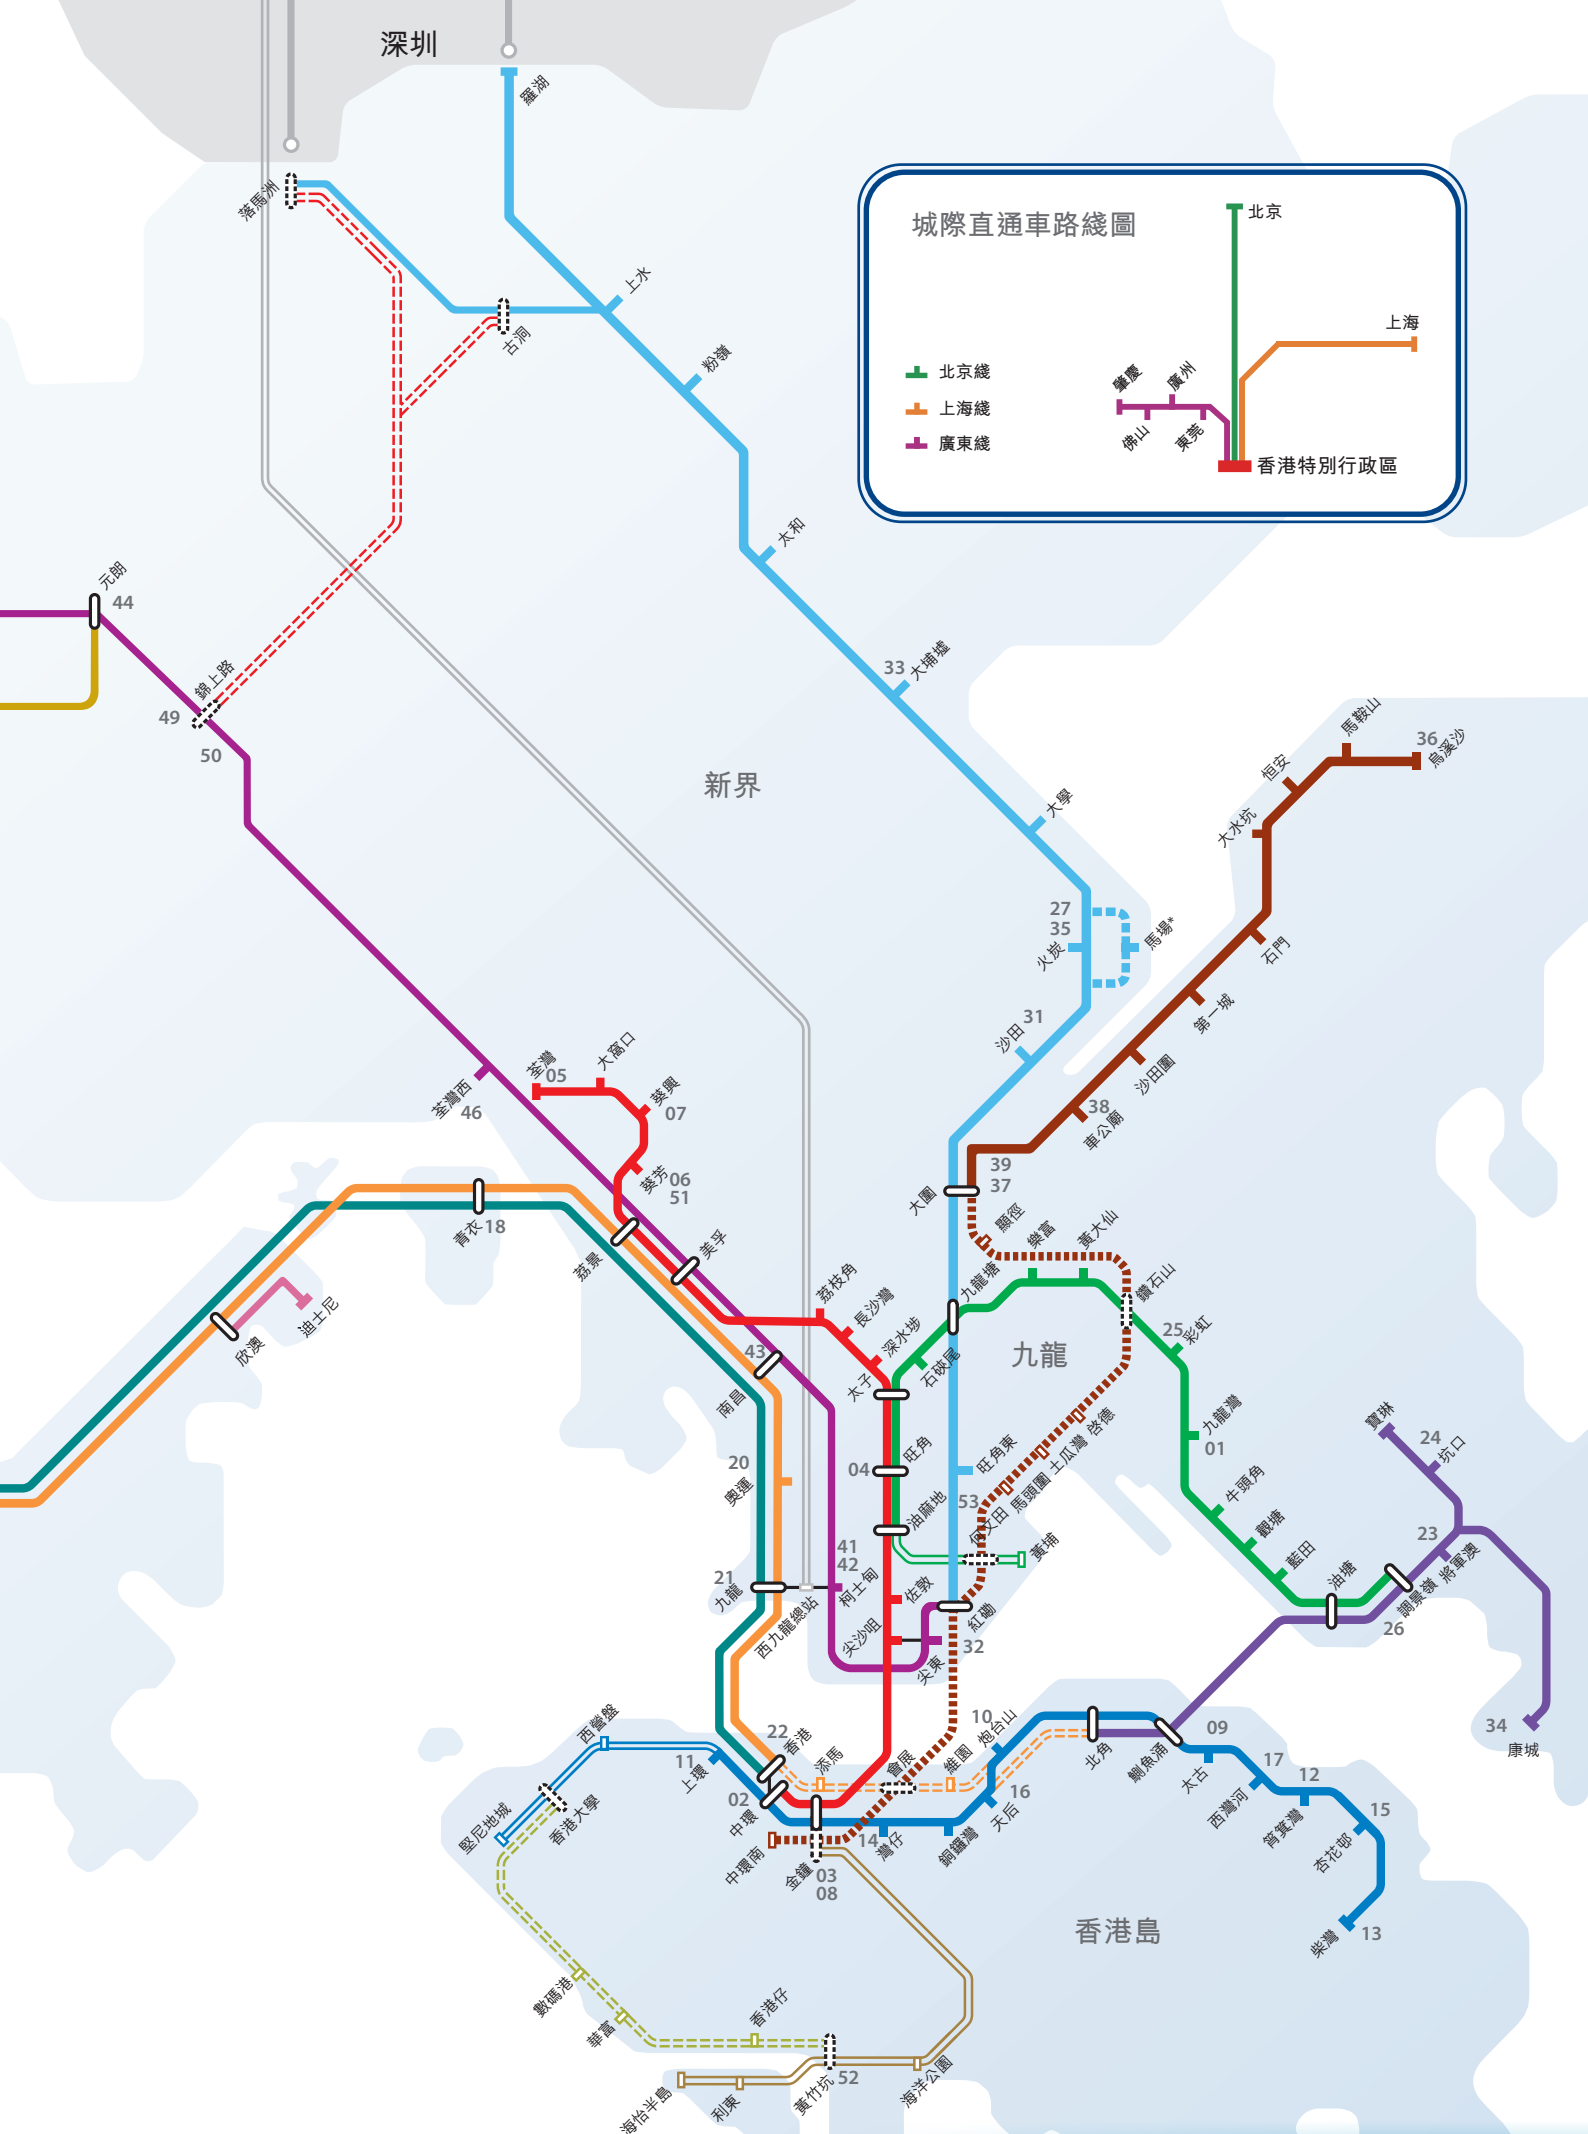 深圳
羅湖
落馬洲
上水
古洞
粉嶺
城際直通車路綫圖
北京
上海
肇慶
廣州
佛山
東莞
香港特別行政區
北京綫
上海綫
廣東綫
太和
元朗
44
錦上路
49
50
33
大埔墟
新界
大學
馬鞍山
36
烏溪沙
恒安
大水坑
石門
第一城
沙田圍
38
車公廟
27
35
火炭
馬場*
31
沙田
39
37
大圍
顯徑
荃灣西
46
荃灣
05
大窩口
葵興
07
葵芳
06
51
青衣
18
荔景
美孚
欣澳
迪士尼
43
南昌
荔枝角
長沙灣
深水埗
太子
石硤尾
九龍塘
樂富
黃大仙
鑽石山
九龍
25
彩虹
九龍灣
01
牛頭角
觀塘
藍田
油塘
調景嶺
26
將軍澳
23
坑口
24
寶琳
34
康城
20
奧運
04
旺角
旺角東
油麻地
53
何文田
馬頭圍
土瓜灣
啓德
黃埔
21
九龍
西九龍總站
41
42
柯士甸
佐敦
尖沙咀
尖東
紅磡
32
西營盤
堅尼地城
香港大學
11
上環
22
香港
02
中環
中環南
添馬
金鐘
03
08
會展
14
灣仔
維園
銅鑼灣
10
炮台山
16
天后
北角
鰂魚涌
09
太古
17
西灣河
12
筲箕灣
15
杏花邨
柴灣
13
香港島
數碼港
華富
香港仔
黃竹坑
52
海洋公園
利東
海怡半島